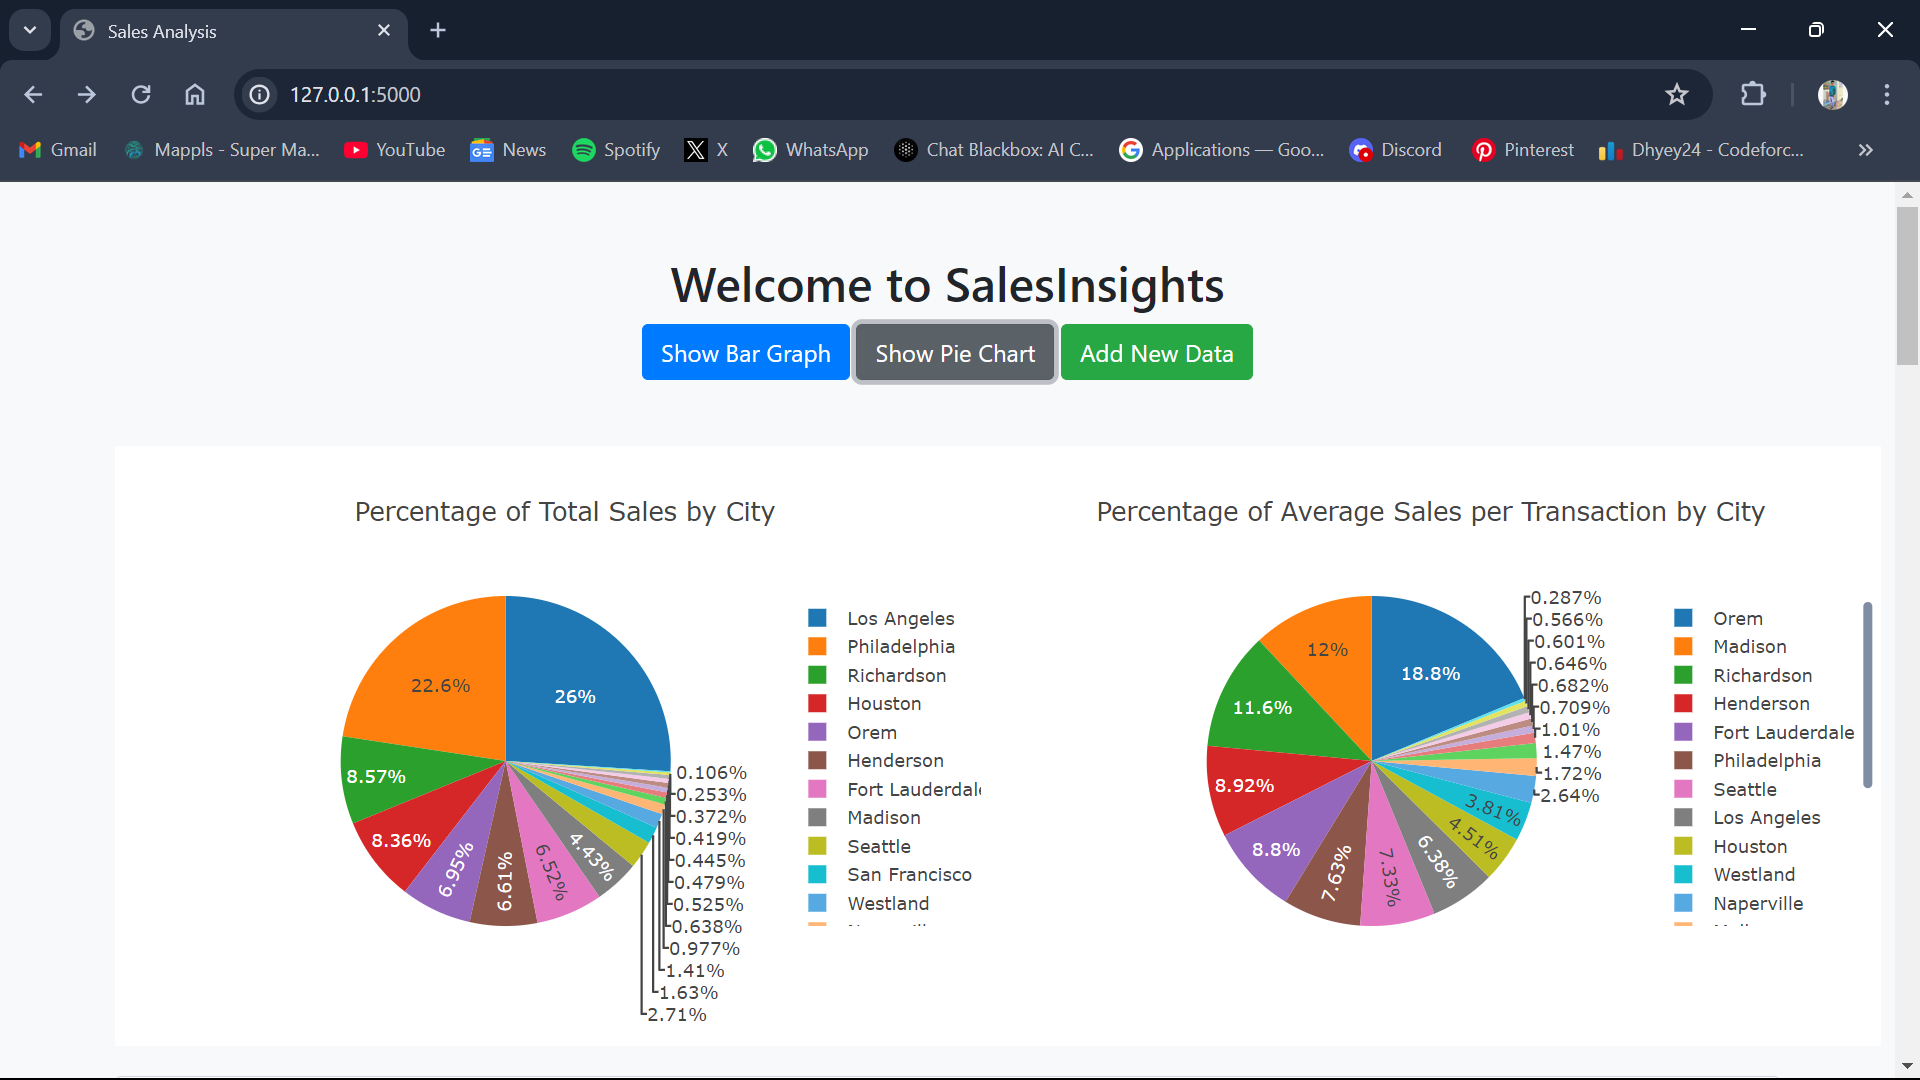 Sales Analysis
127.0.0.1:5000
Gmail
Mappls - Super Ma...
YouTube
News
Spotify
X
WhatsApp
Chat Blackbox: AI C...
Applications — Goo...
Discord
Pinterest
Dhyey24 - Codeforc...
Welcome to SalesInsights
Show Bar Graph
Show Pie Chart
Add New Data
Percentage of Total Sales by City
26%
22.6%
8.57%
8.36%
6.95%
6.61%
6.52%
4.43%
0.106%
0.253%
0.372%
0.419%
0.445%
0.479%
0.525%
0.638%
0.977%
1.41%
1.63%
2.71%
Los Angeles
Philadelphia
Richardson
Houston
Orem
Henderson
Fort Lauderdale
Madison
Seattle
San Francisco
Westland
Percentage of Average Sales per Transaction by City
18.8%
12%
11.6%
8.92%
8.8%
7.63%
7.33%
6.38%
4.51%
3.81%
0.287%
0.566%
0.601%
0.646%
0.682%
0.709%
1.01%
1.47%
1.72%
2.64%
Orem
Madison
Richardson
Henderson
Fort Lauderdale
Philadelphia
Seattle
Los Angeles
Houston
Westland
Naperville